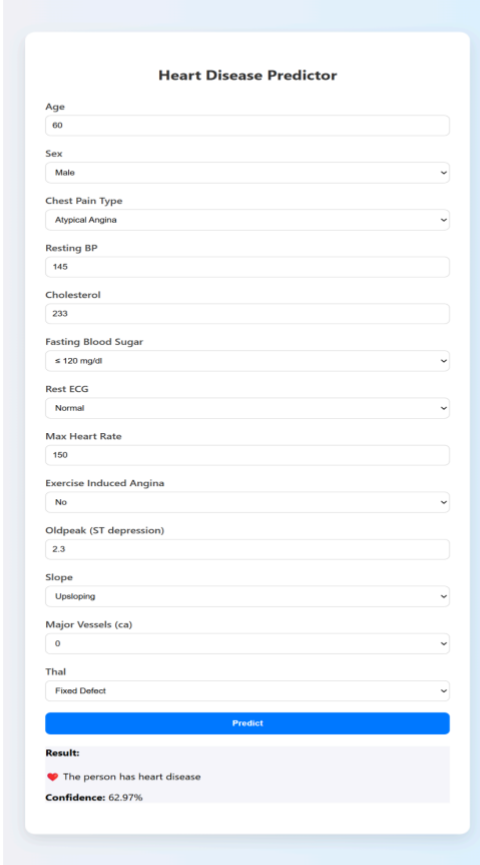 Heart Disease Predictor
Age
60
Sex
Male
Chest Pain Type
Atypical Angina
Resting BP
145
Cholesterol
233
Fasting Blood Sugar
≤ 120 mg/dl
Rest ECG
Normal
Max Heart Rate
150
Exercise Induced Angina
No
Oldpeak (ST depression)
2.3
Slope
Upsloping
Major Vessels (ca)
0
Thal
Fixed Defect
Predict
Result:
The person has heart disease
Confidence: 62.97%